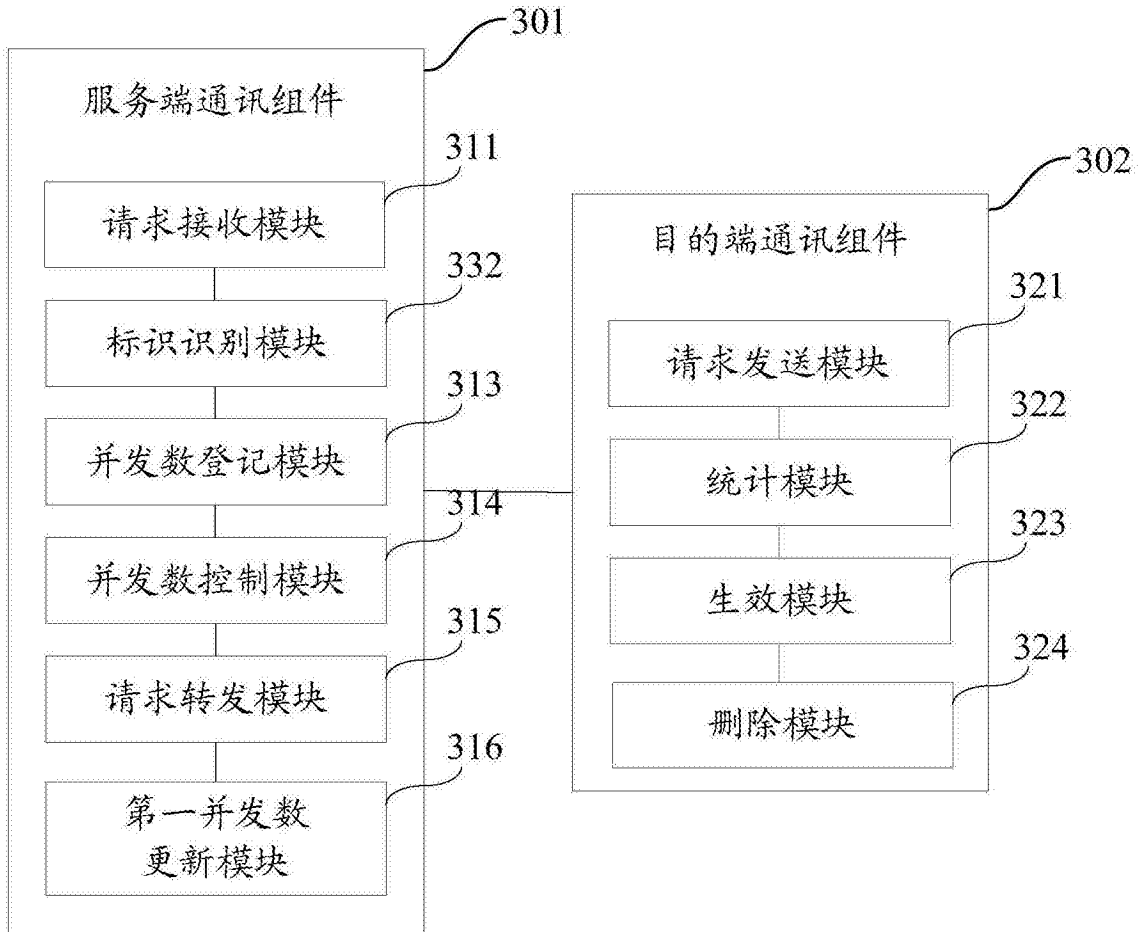 301
服务端通讯组件
311
请求接收模块
332
标识识别模块
313
并发数登记模块
314
并发数控制模块
315
请求转发模块
316
第一并发数
更新模块
302
目的端通讯组件
321
请求发送模块
322
统计模块
323
生效模块
324
删除模块